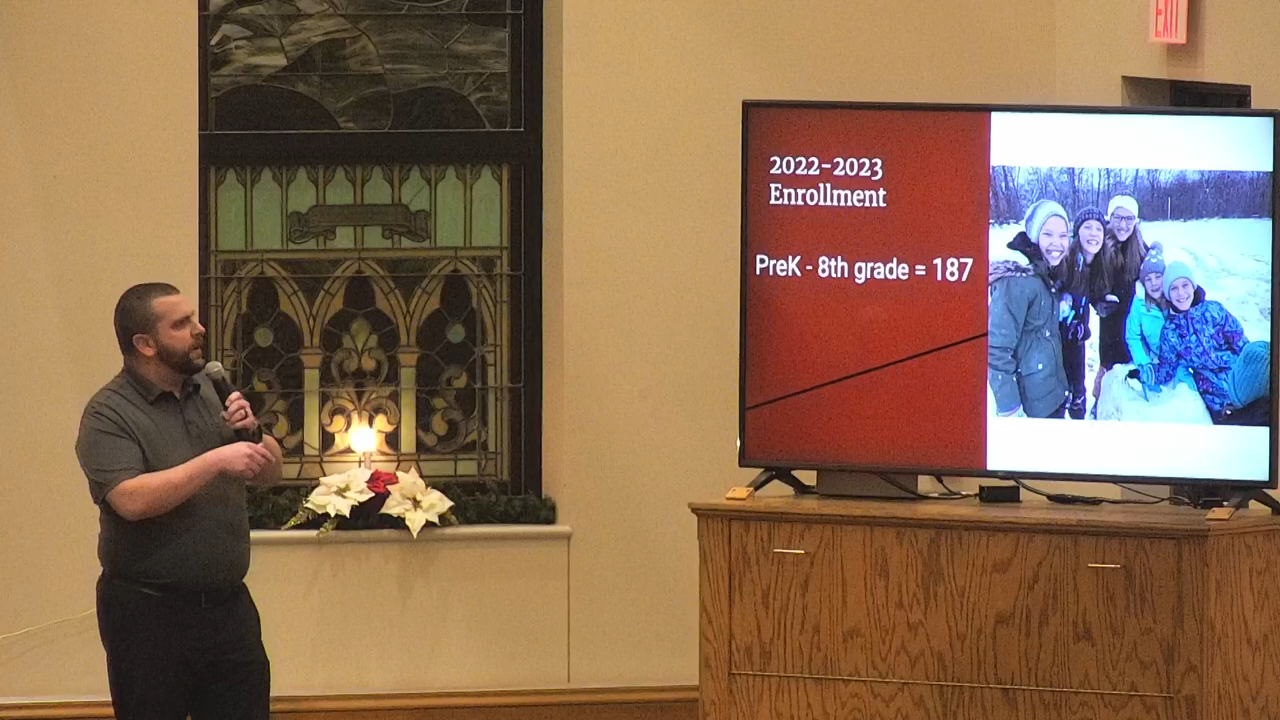 EXIT
2022-2023
Enrollment
PreK - 8th grade = 187